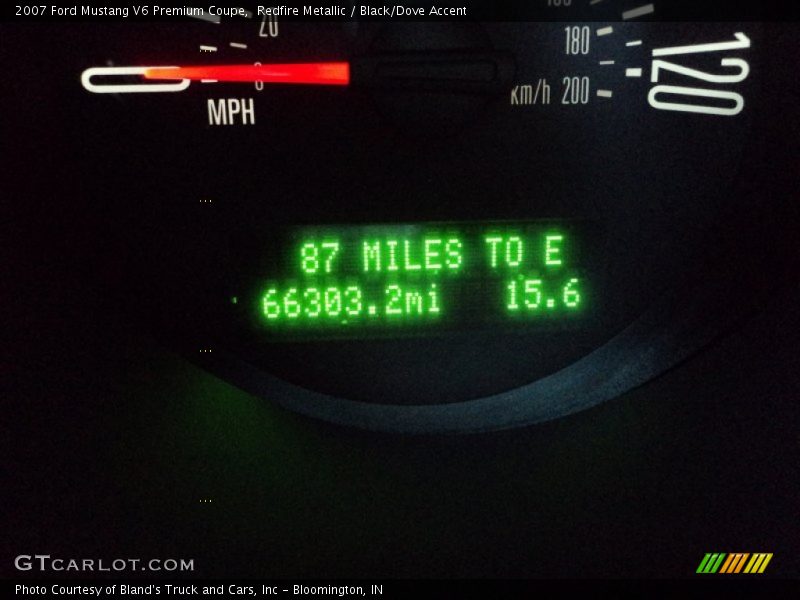 2007 Ford Mustang V6 Premium Coupe, Redfire Metallic / Black/Dove Accent
20
180
120
0
MPH
km/h 200
87 MILES TO E
66303.2mi 15.6
GTCARLOT.COM
Photo Courtesy of Bland's Truck and Cars, Inc - Bloomington, IN